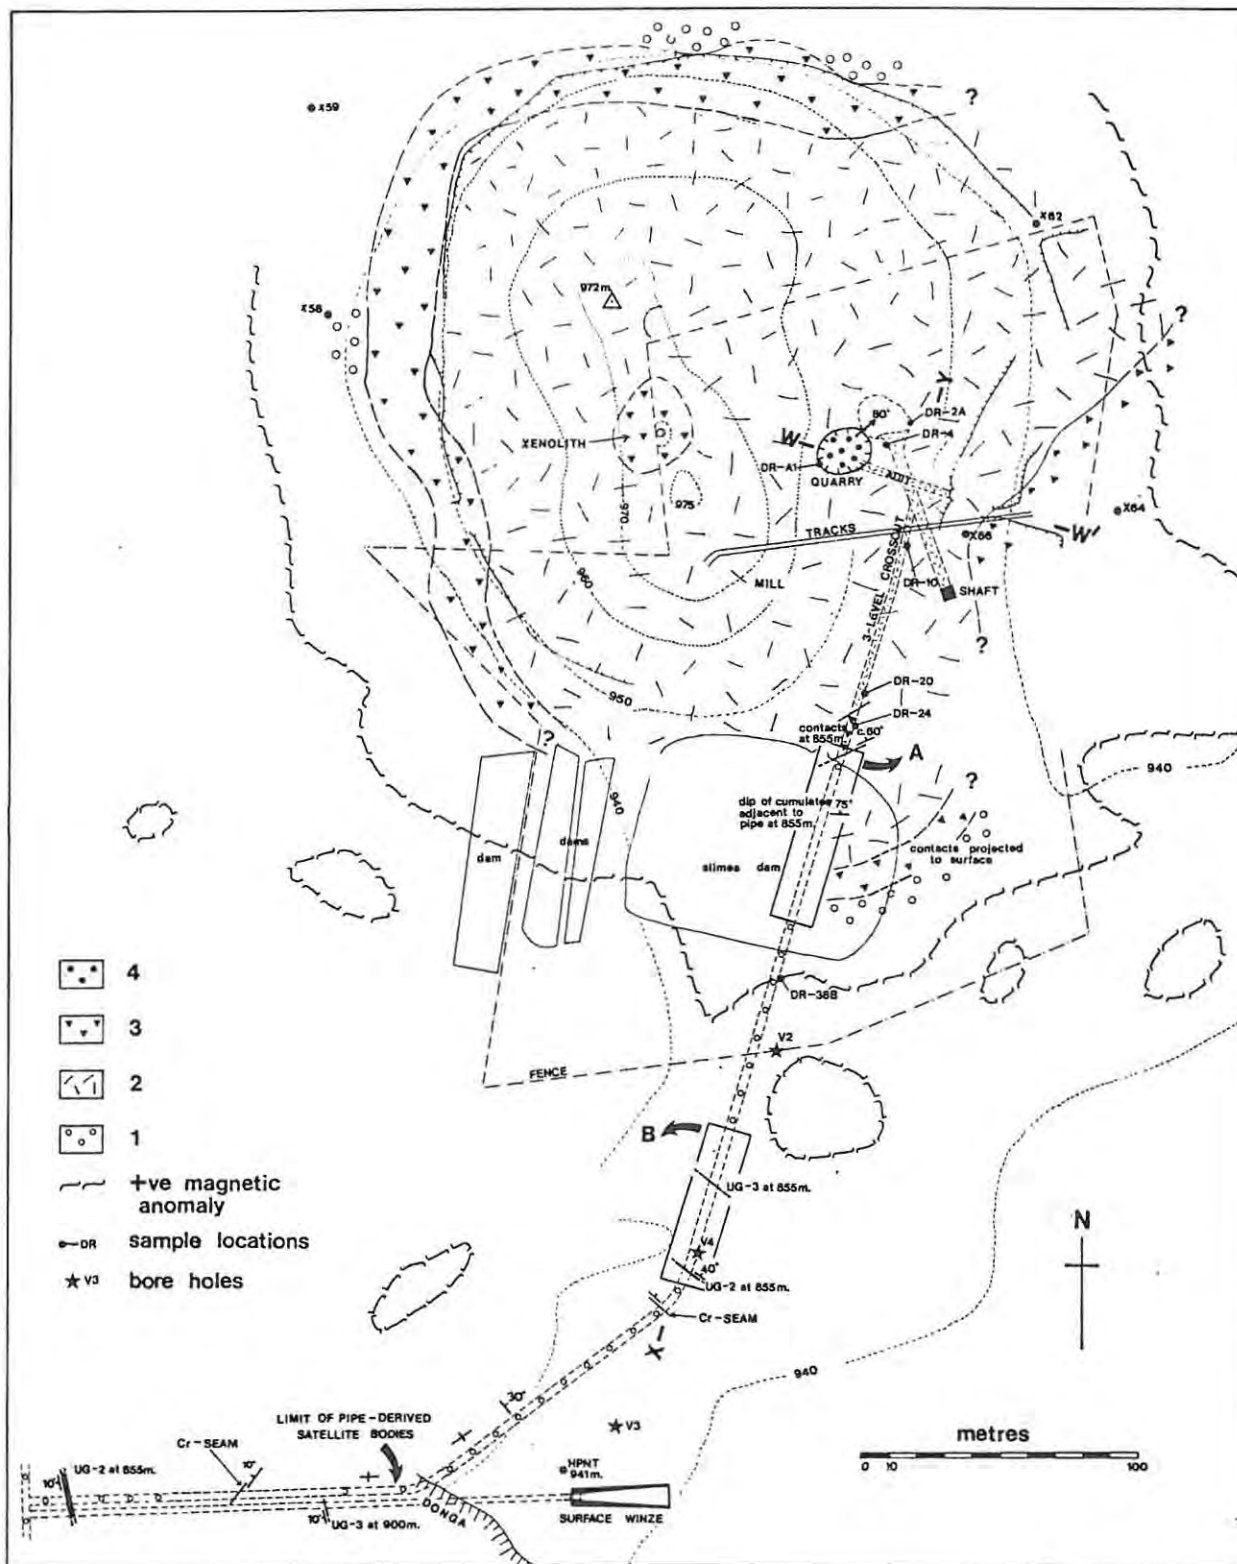 ?
X59
X62
X58
972m.
?
Y
80°
DR-2A
W
DR-4
XENOLITH
DR-A1
QUARRY
ADIT
975
970
X64
TRACKS
W'
X66
3-LEVEL CROSSCUT
960
MILL
DR-10
SHAFT
?
DR-20
950
DR-24
contacts
at 855m.
c.60°
?
A
940
940
?
dip of cumulates
adjacent to
pipe at 855m.
75°
dam
dams
contacts projected
to surface
slimes dam
4
DR-38B
3
V2
2
FENCE
1
B
+ve magnetic
anomaly
UG-3 at 855m.
DR
sample locations
N
V4
V3
bore holes
40°
UG-2 at 855m.
Cr-SEAM
X
940
30°
LIMIT OF PIPE-DERIVED
SATELLITE BODIES
V3
metres
Cr-SEAM
10°
HPNT
941m.
UG-2 at 855m.
10°
0 10 100
DONGA
10°
UG-3 at 900m.
SURFACE WINZE